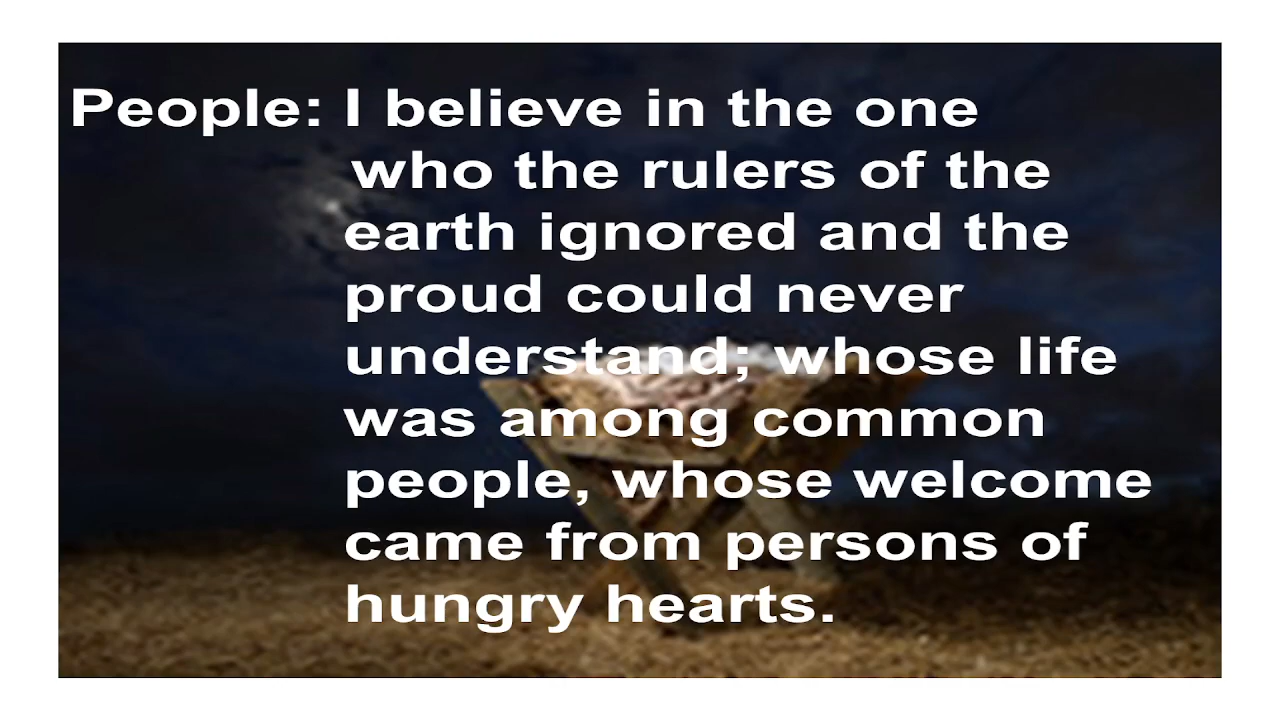 People: I believe in the one
who the rulers of the
earth ignored and the
proud could never
understand; whose life
was among common
people, whose welcome
came from persons of
hungry hearts.